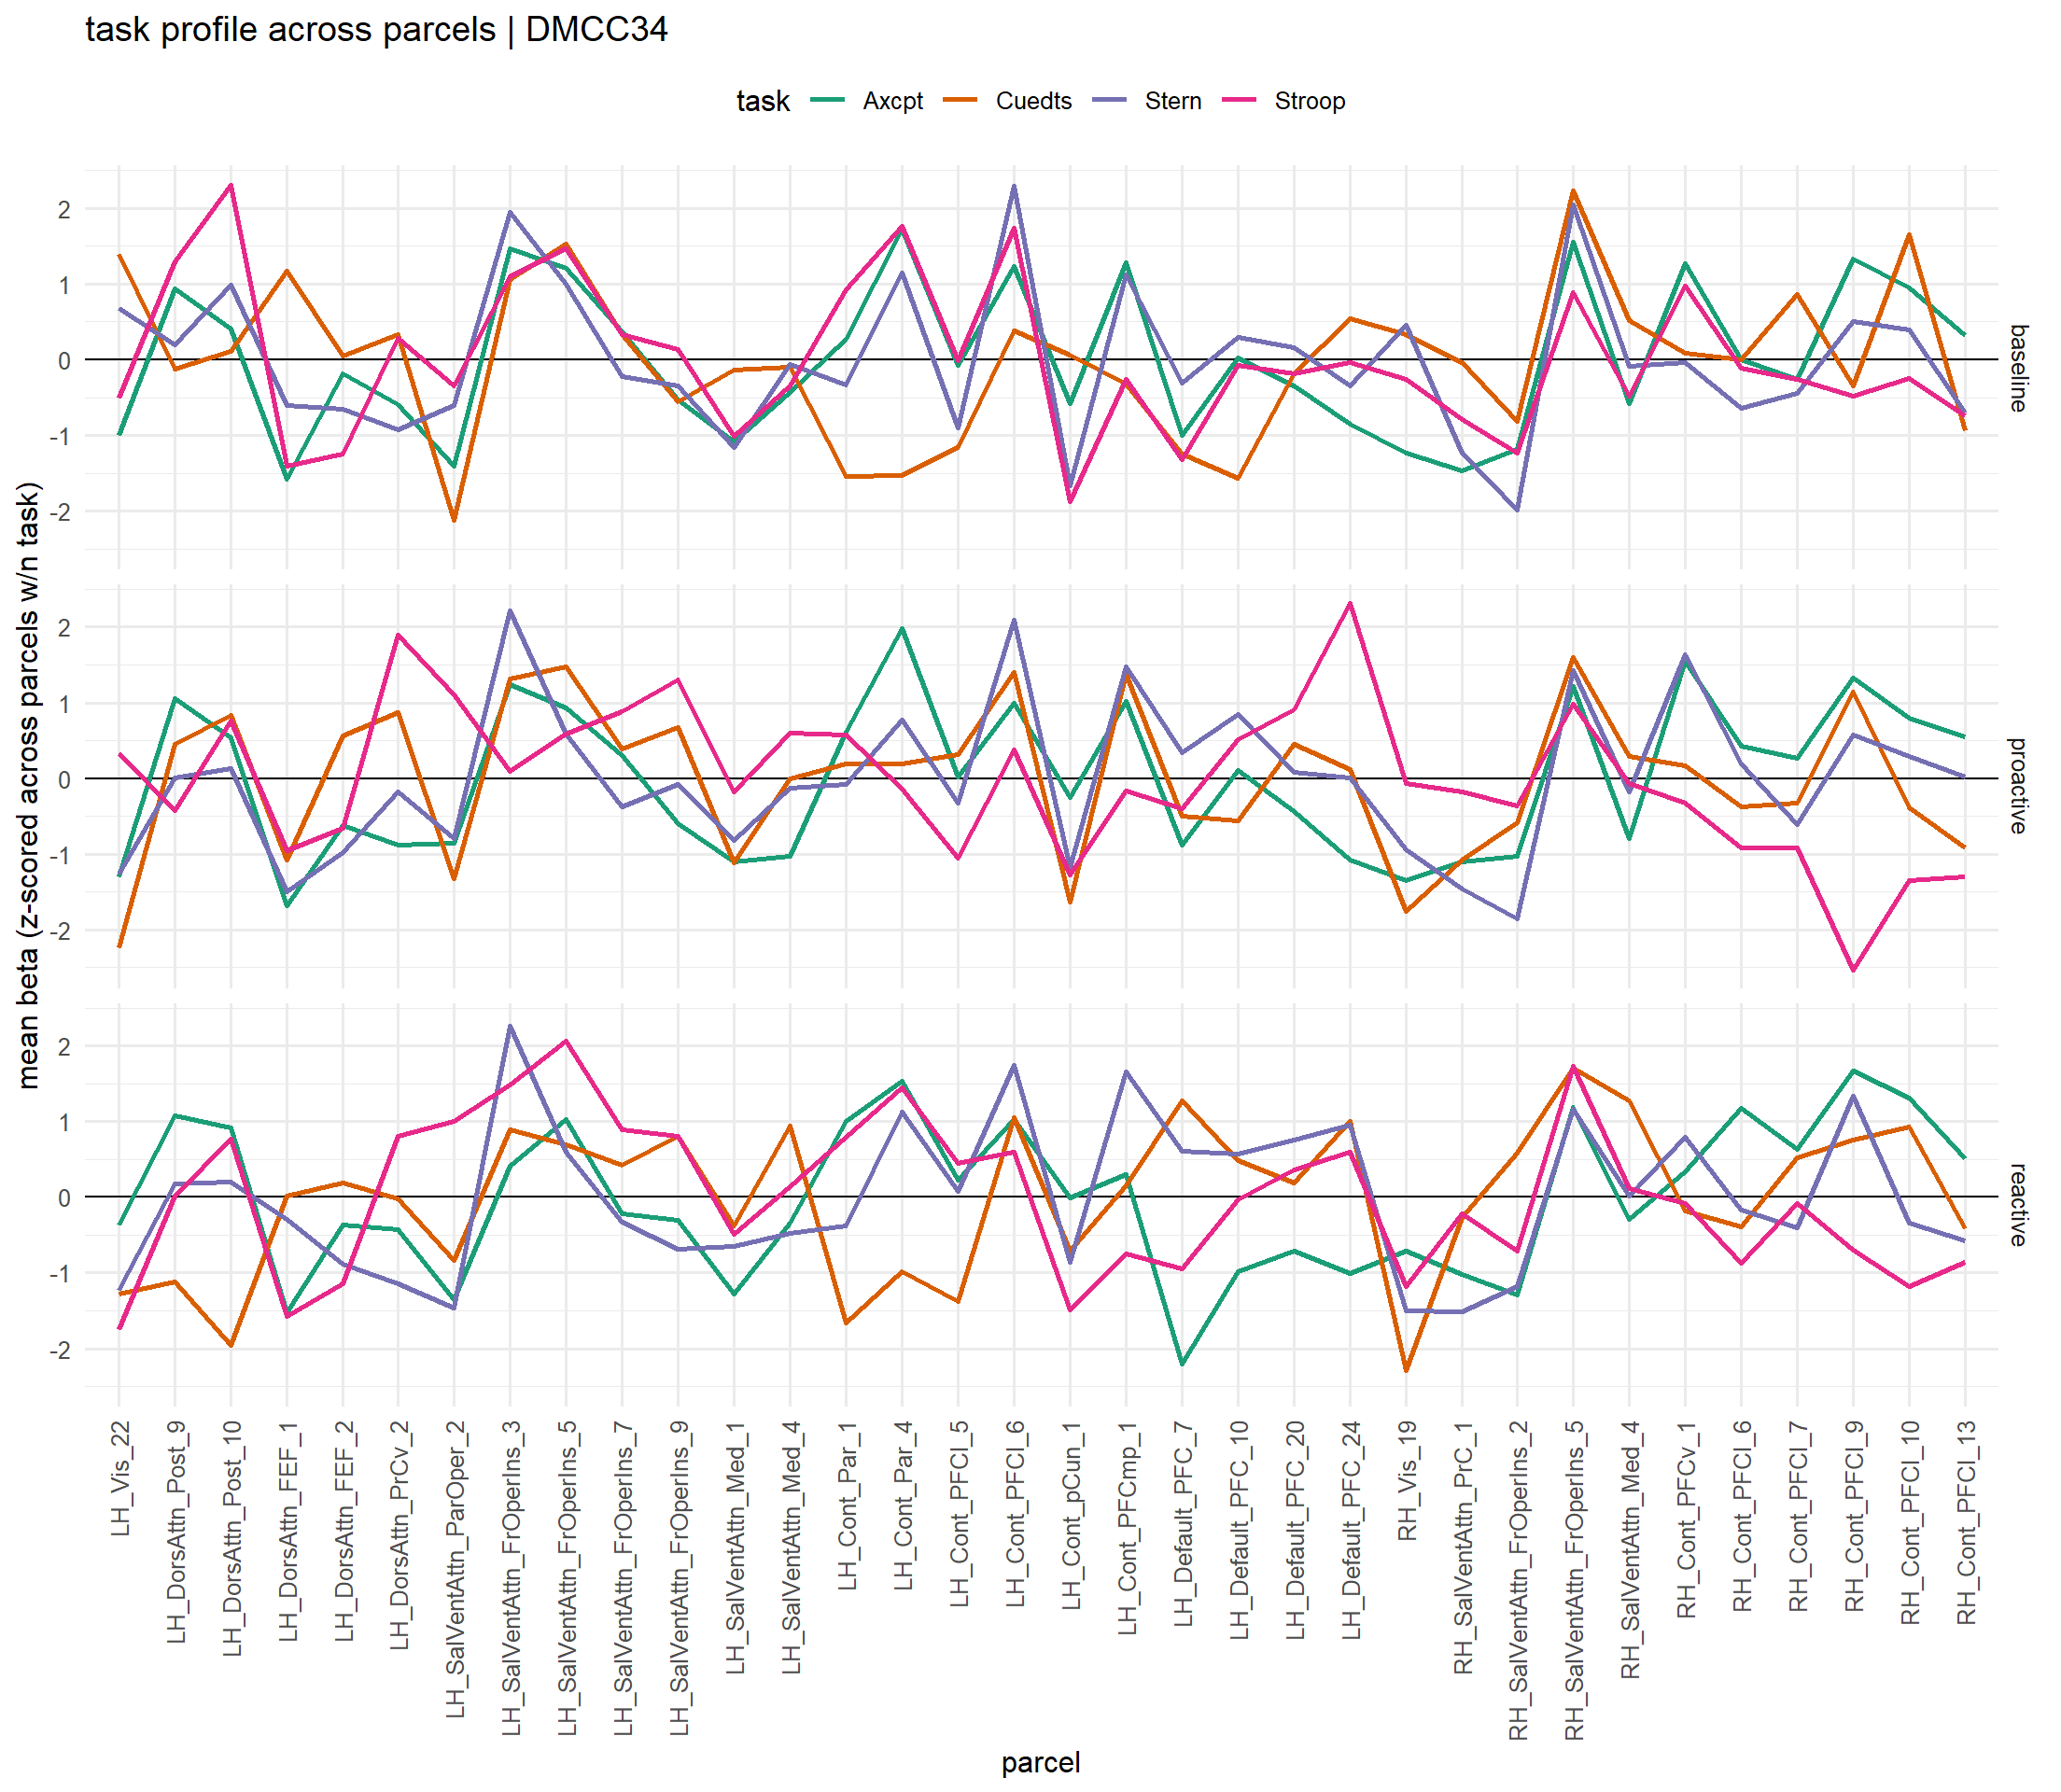 task profile across parcels | DMCC34
task Axcpt Cuedts Stern Stroop
mean beta (z-scored across parcels w/n task)
2
1
0
-1
-2
baseline
2
1
0
-1
-2
proactive
2
1
0
-1
-2
reactive
LH_Vis_22
LH_DorsAttn_Post_9
LH_DorsAttn_Post_10
LH_DorsAttn_FEF_1
LH_DorsAttn_FEF_2
LH_DorsAttn_PrCv_2
LH_SalVentAttn_ParOper_2
LH_SalVentAttn_FrOperIns_3
LH_SalVentAttn_FrOperIns_5
LH_SalVentAttn_FrOperIns_7
LH_SalVentAttn_FrOperIns_9
LH_SalVentAttn_Med_1
LH_SalVentAttn_Med_4
LH_Cont_Par_1
LH_Cont_Par_4
LH_Cont_PFCl_5
LH_Cont_PFCl_6
LH_Cont_pCun_1
LH_Cont_PFCmp_1
LH_Default_PFC_7
LH_Default_PFC_10
LH_Default_PFC_20
LH_Default_PFC_24
RH_Vis_19
RH_SalVentAttn_PrC_1
RH_SalVentAttn_FrOperIns_2
RH_SalVentAttn_FrOperIns_5
RH_SalVentAttn_Med_4
RH_Cont_PFCv_1
RH_Cont_PFCl_6
RH_Cont_PFCl_7
RH_Cont_PFCl_9
RH_Cont_PFCl_10
RH_Cont_PFCl_13
parcel